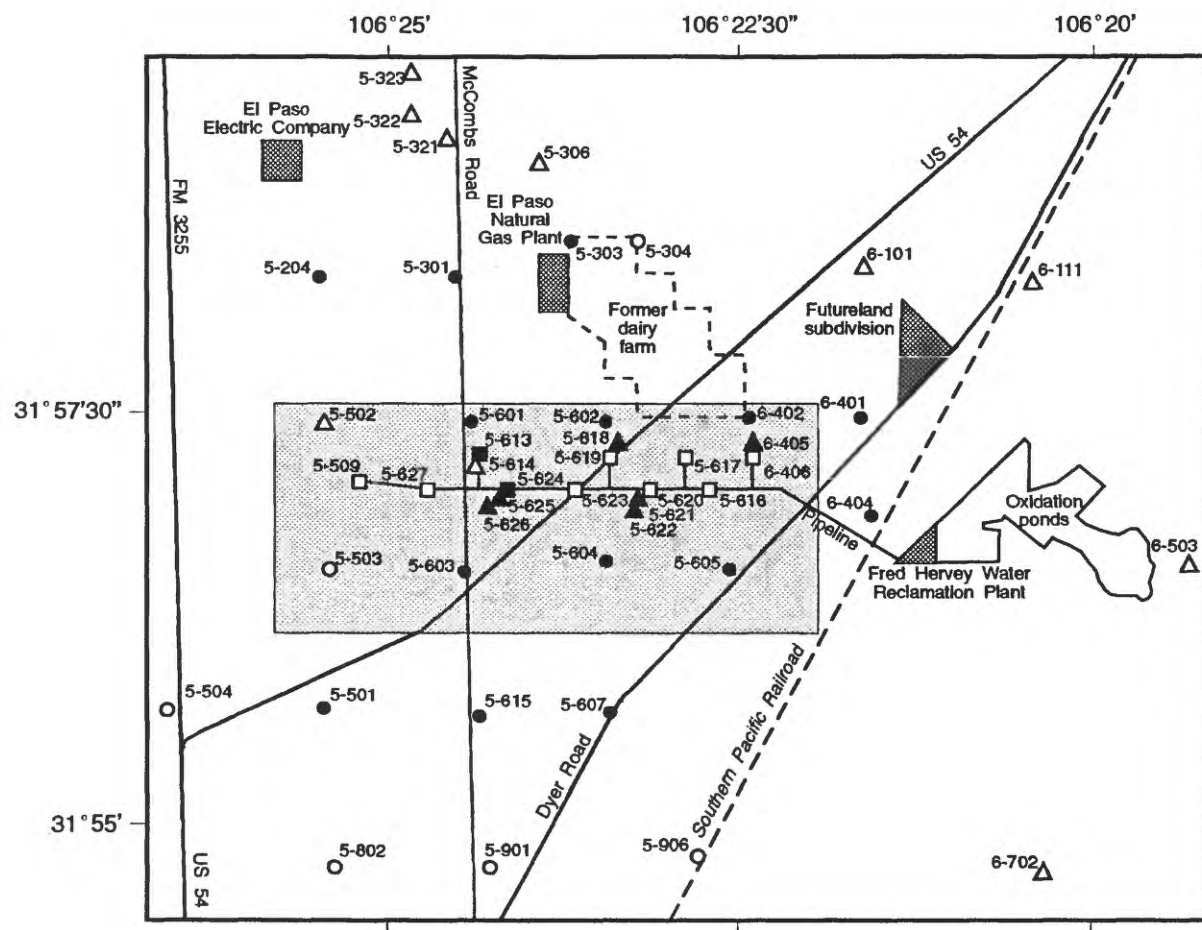 106°25'
106°22'30"
106°20'
5-323
El Paso
Electric Company
5-322
5-321
McCombs Road
5-306
US 54
FM 3255
El Paso
Natural
Gas Plant
5-303
5-304
5-204
5-301
6-101
6-111
Former
dairy
farm
Futureland
subdivision
31°57'30"
5-502
5-601
5-602
6-402
6-401
5-613
5-618
6-405
5-509
5-627
5-614
5-619
5-617
6-406
5-624
5-625
5-623
5-620
5-616
5-626
5-621
5-622
6-404
Pipeline
Oxidation
ponds
5-503
5-603
5-604
5-605
6-503
Fred Hervey Water
Reclamation Plant
5-504
5-501
5-615
5-607
Dyer Road
Southern Pacific Railroad
31°55'
5-802
5-901
5-906
6-702
US 54